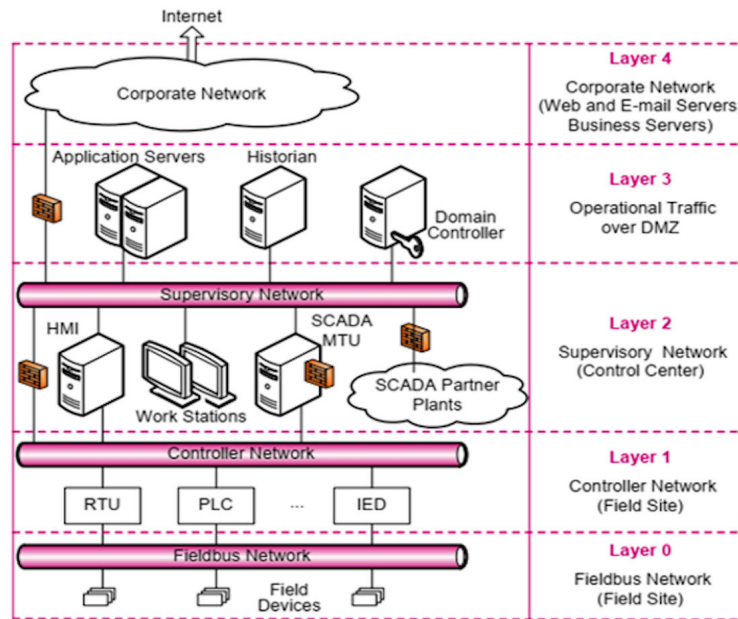 Internet
Corporate Network
Layer 4
Corporate Network
(Web and E-mail Servers
Business Servers)
Application Servers
Historian
Domain
Controller
Layer 3
Operational Traffic
over DMZ
Supervisory Network
HMI
Work Stations
SCADA
MTU
SCADA Partner
Plants
Layer 2
Supervisory Network
(Control Center)
Controller Network
RTU
PLC
...
IED
Layer 1
Controller Network
(Field Site)
Fieldbus Network
Field
Devices
Layer 0
Fieldbus Network
(Field Site)